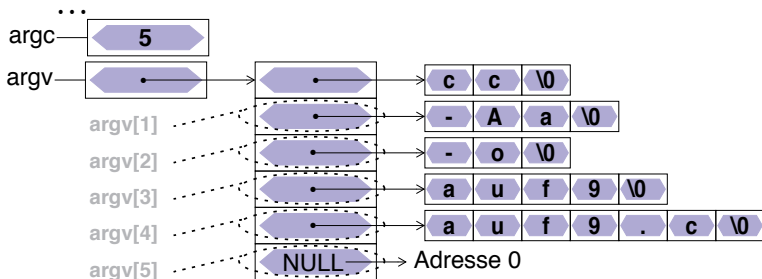 ...
argc 5
argv c c \0
argv[1] - A a \0
argv[2] - o \0
argv[3] a u f 9 \0
argv[4] a u f 9 . c \0
argv[5] NULL Adresse 0